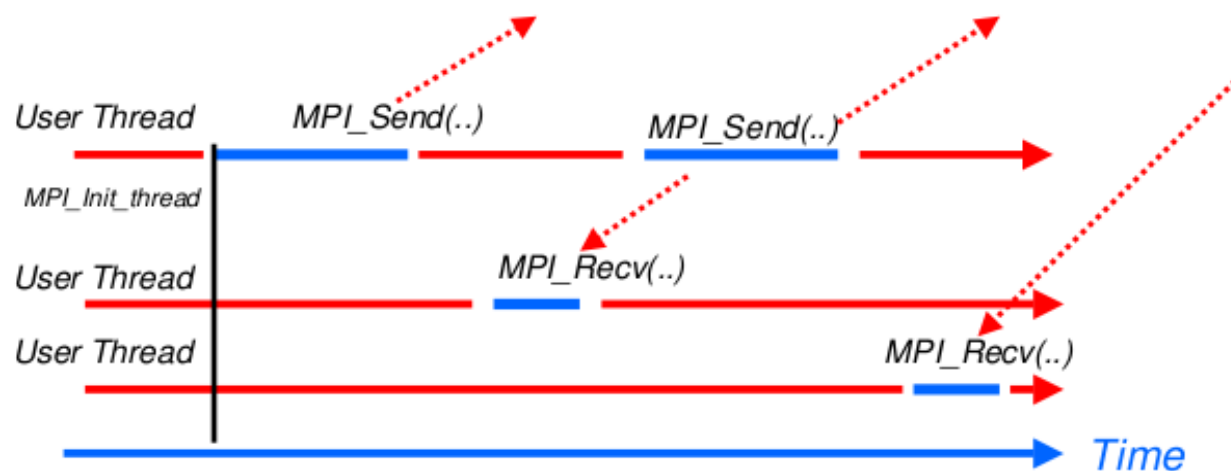 User Thread
MPI_Send(..)
MPI_Send(..)
MPI_Init_thread
User Thread
MPI_Recv(..)
User Thread
MPI_Recv(..)
Time